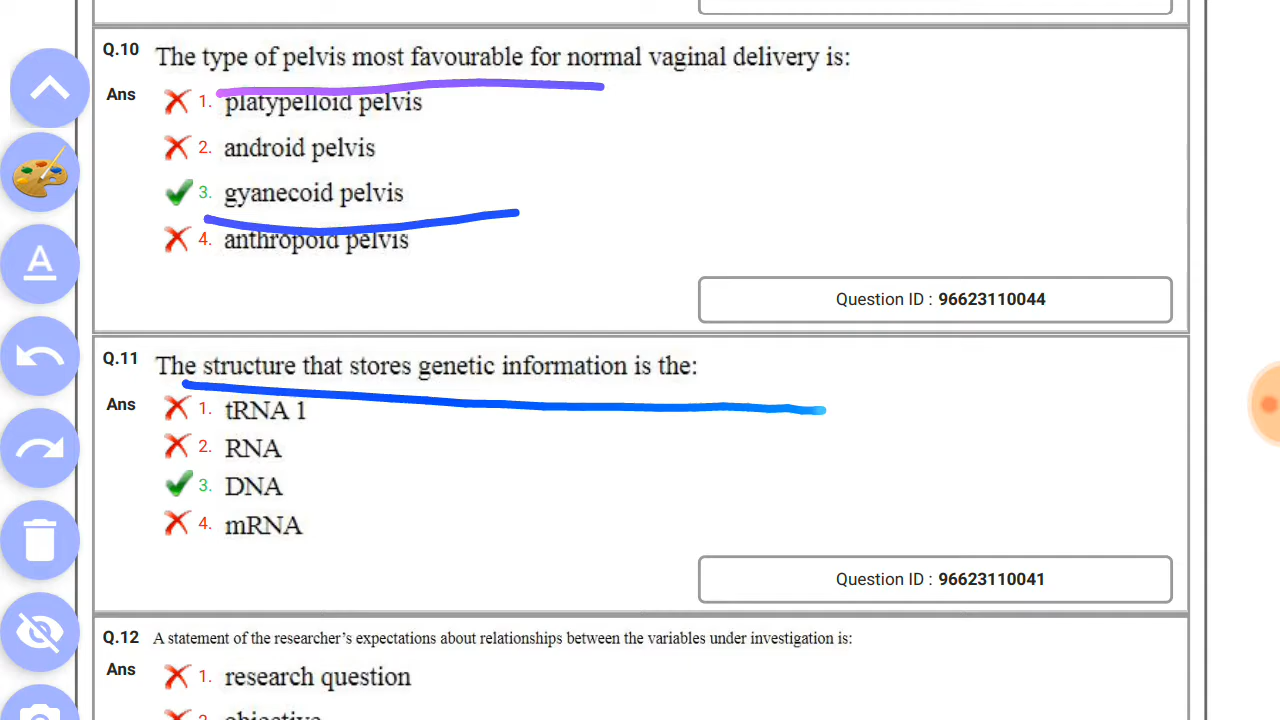 Q.10 The type of pelvis most favourable for normal vaginal delivery is:
Ans 1. platypelloid pelvis
2. android pelvis
3. gyanecoid pelvis
4. anthropoid pelvis
Question ID : 96623110044
Q.11 The structure that stores genetic information is the:
Ans 1. tRNA 1
2. RNA
3. DNA
4. mRNA
Question ID : 96623110041
Q.12 A statement of the researcher's expectations about relationships between the variables under investigation is:
Ans 1. research question
2. objective
A